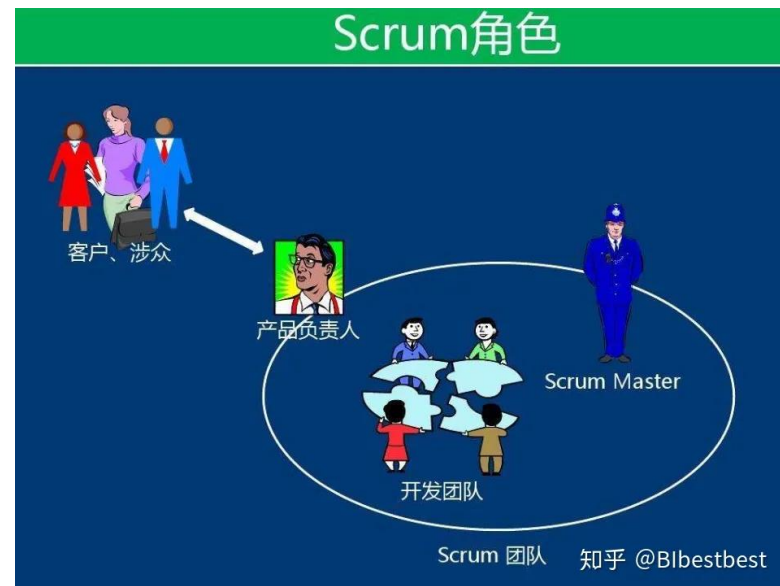 Scrum角色
客户、涉众
产品负责人
Scrum Master
开发团队
Scrum 团队
知乎 @BIbestbest